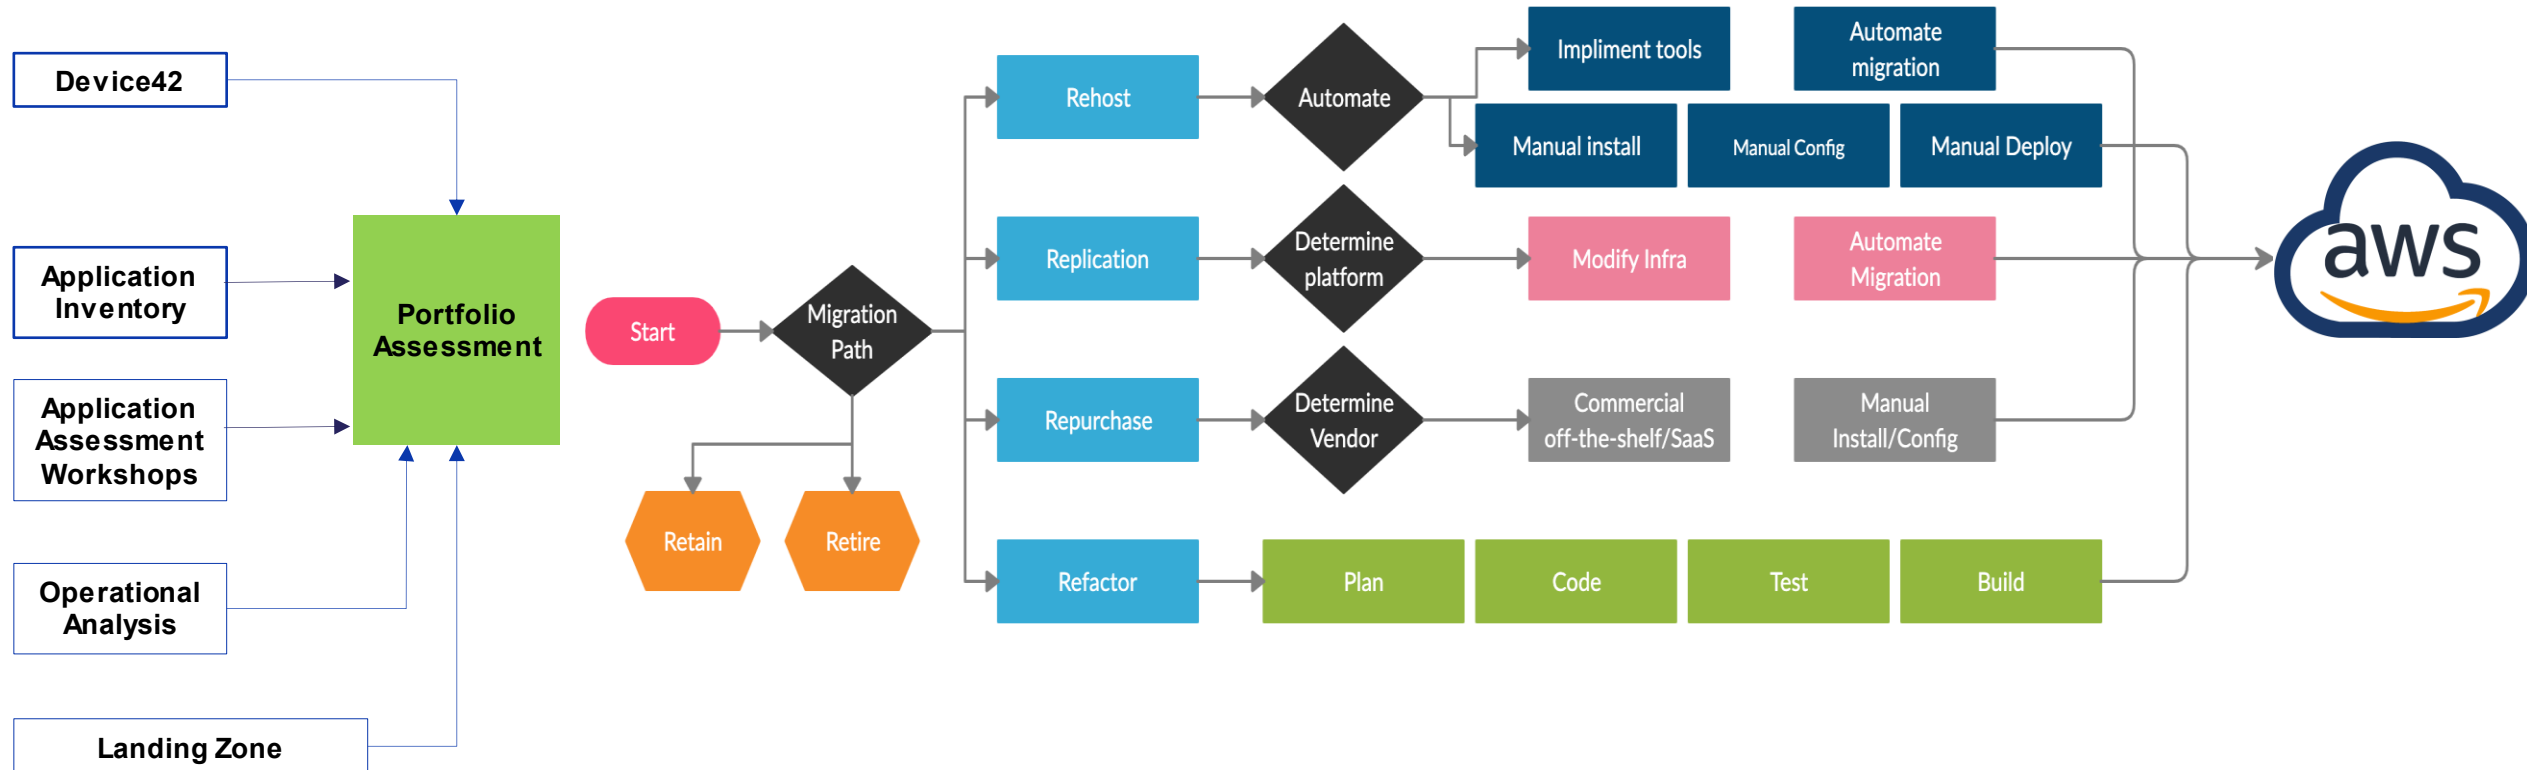 Device42
Application
Inventory
Application
Assessment
Workshops
Operational
Analysis
Landing Zone
Portfolio
Assessment
Start
Migration
Path
Retain
Retire
Rehost
Automate
Impliment tools
Automate
migration
Manual install
Manual Config
Manual Deploy
Replication
Determine
platform
Modify Infra
Automate
Migration
Repurchase
Determine
Vendor
Commercial
off-the-shelf/SaaS
Manual
Install/Config
Refactor
Plan
Code
Test
Build
aws